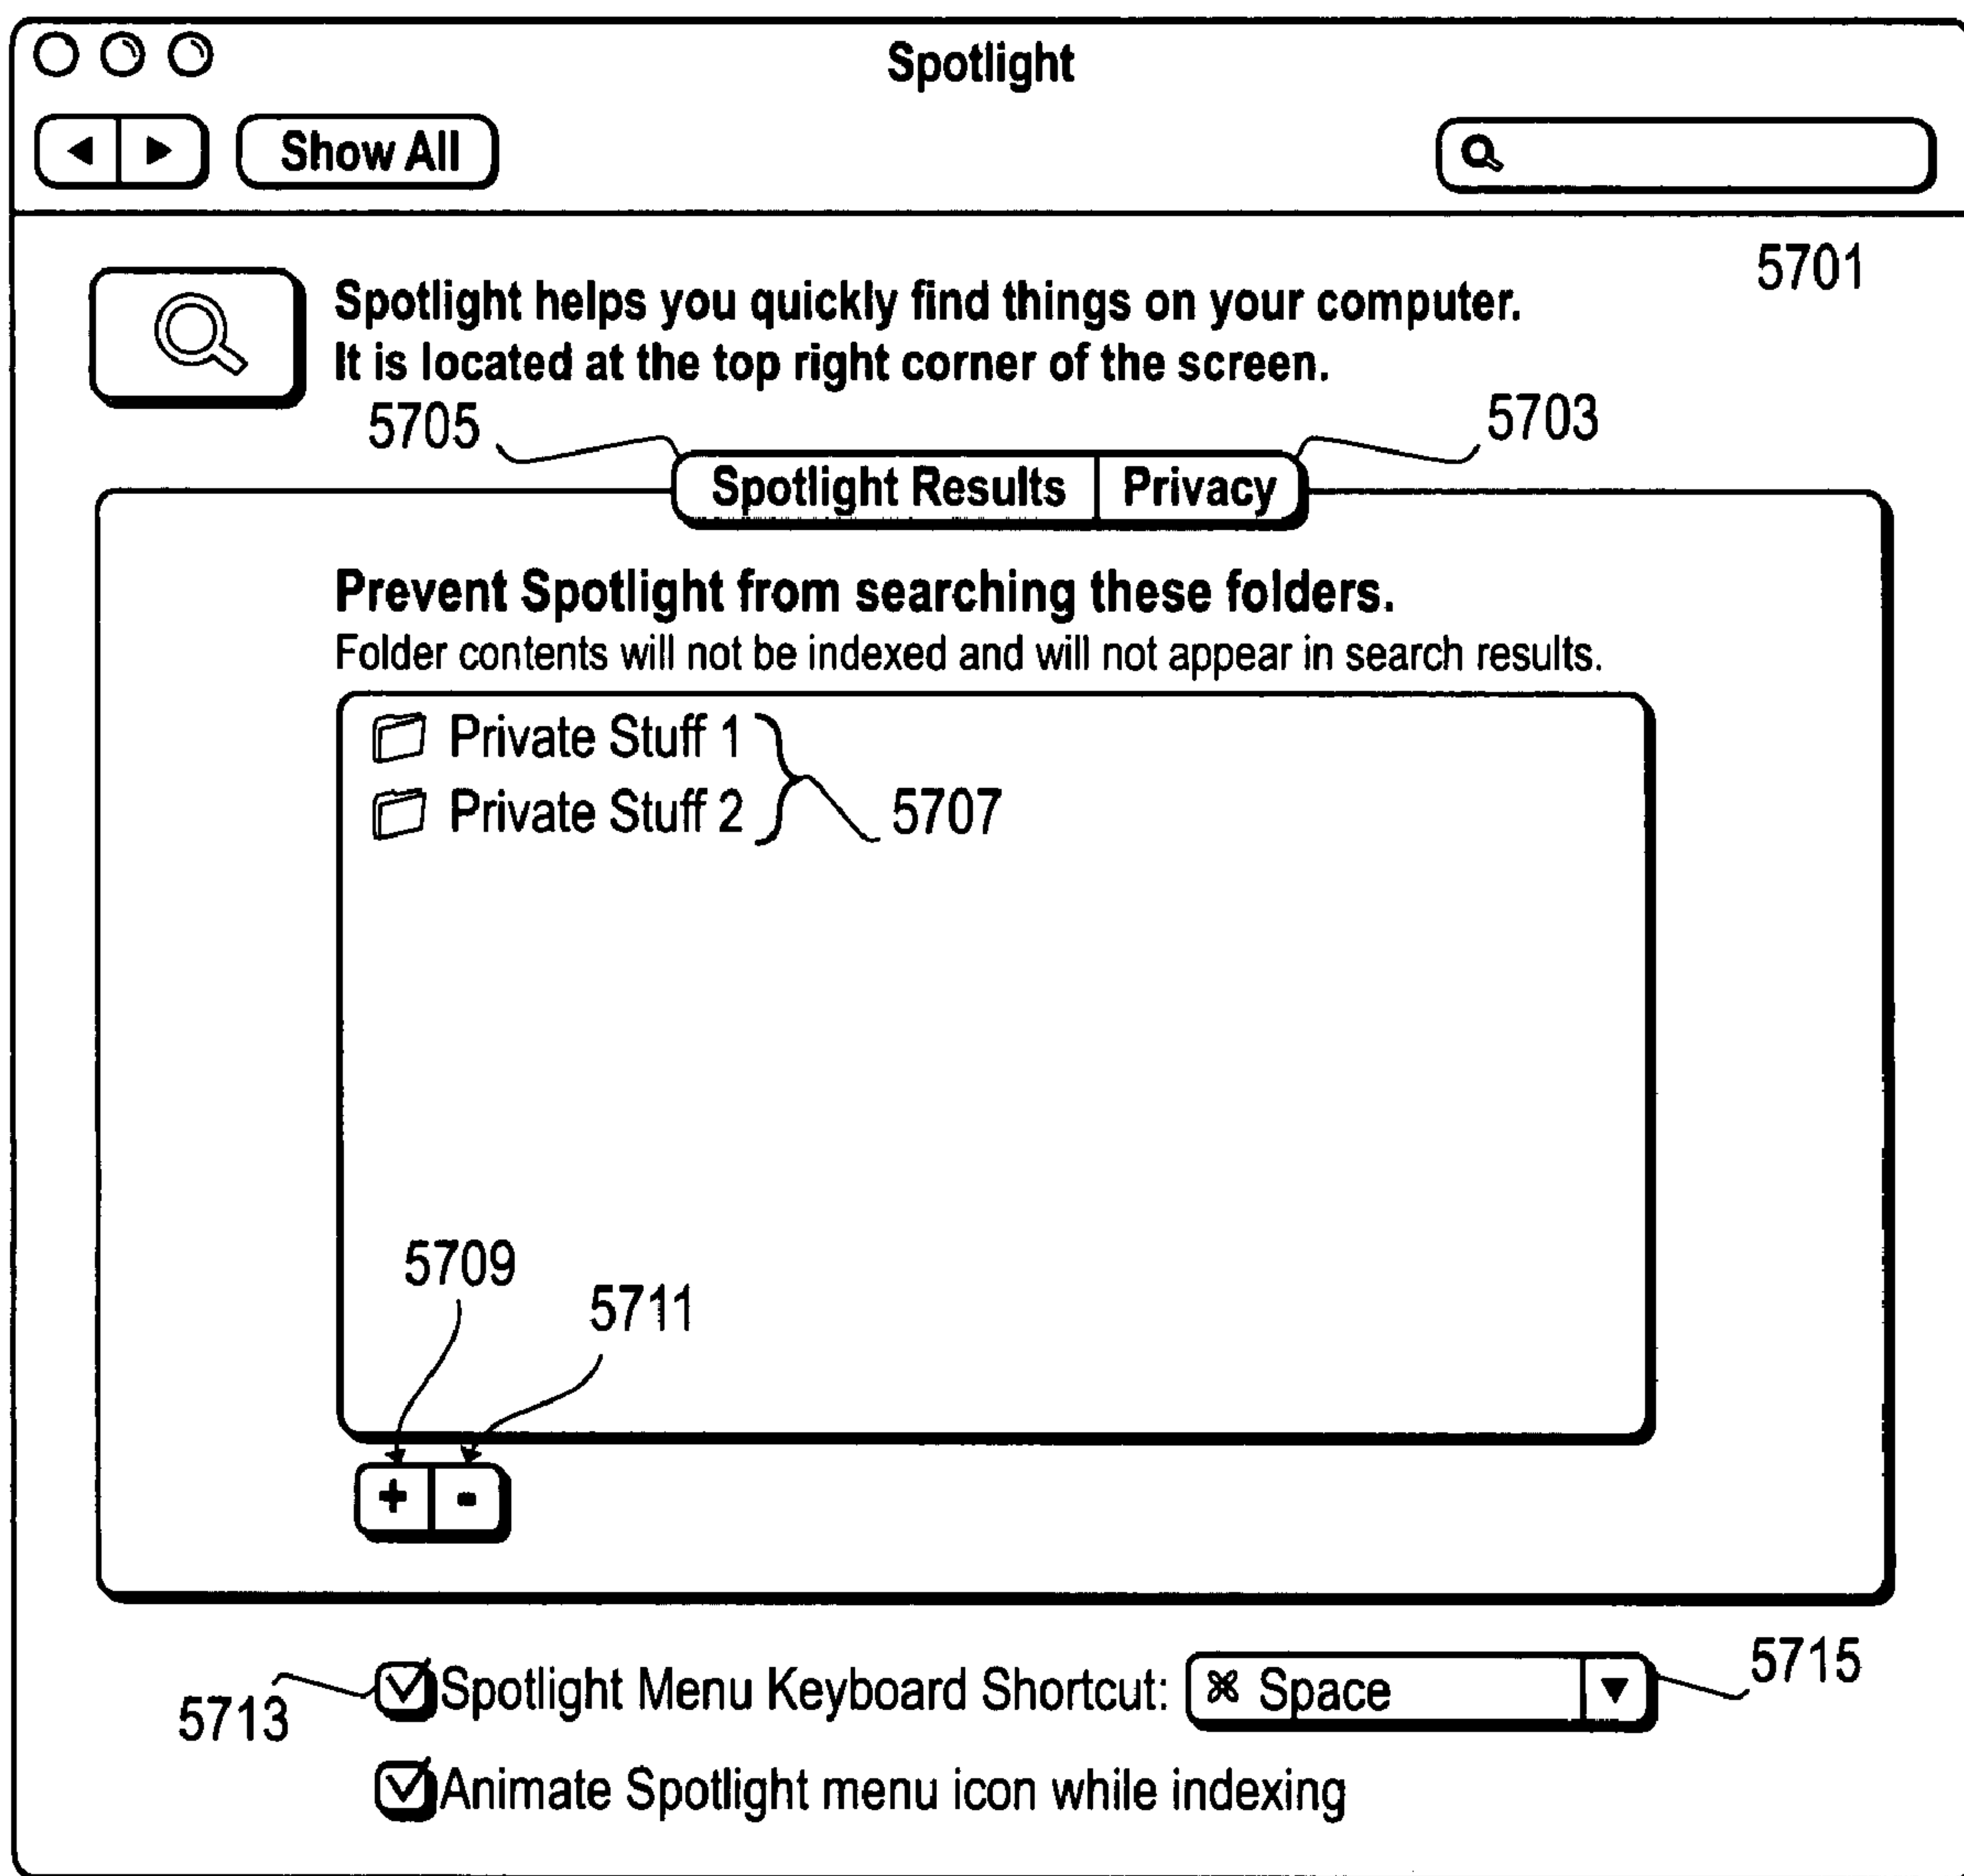 Spotlight
Show All
5701
Spotlight helps you quickly find things on your computer.
It is located at the top right corner of the screen.
5705
5703
Spotlight Results Privacy
Prevent Spotlight from searching these folders.
Folder contents will not be indexed and will not appear in search results.
Private Stuff 1
Private Stuff 2
5707
5709
5711
+ -
5713
Spotlight Menu Keyboard Shortcut: ⌘ Space
5715
Animate Spotlight menu icon while indexing